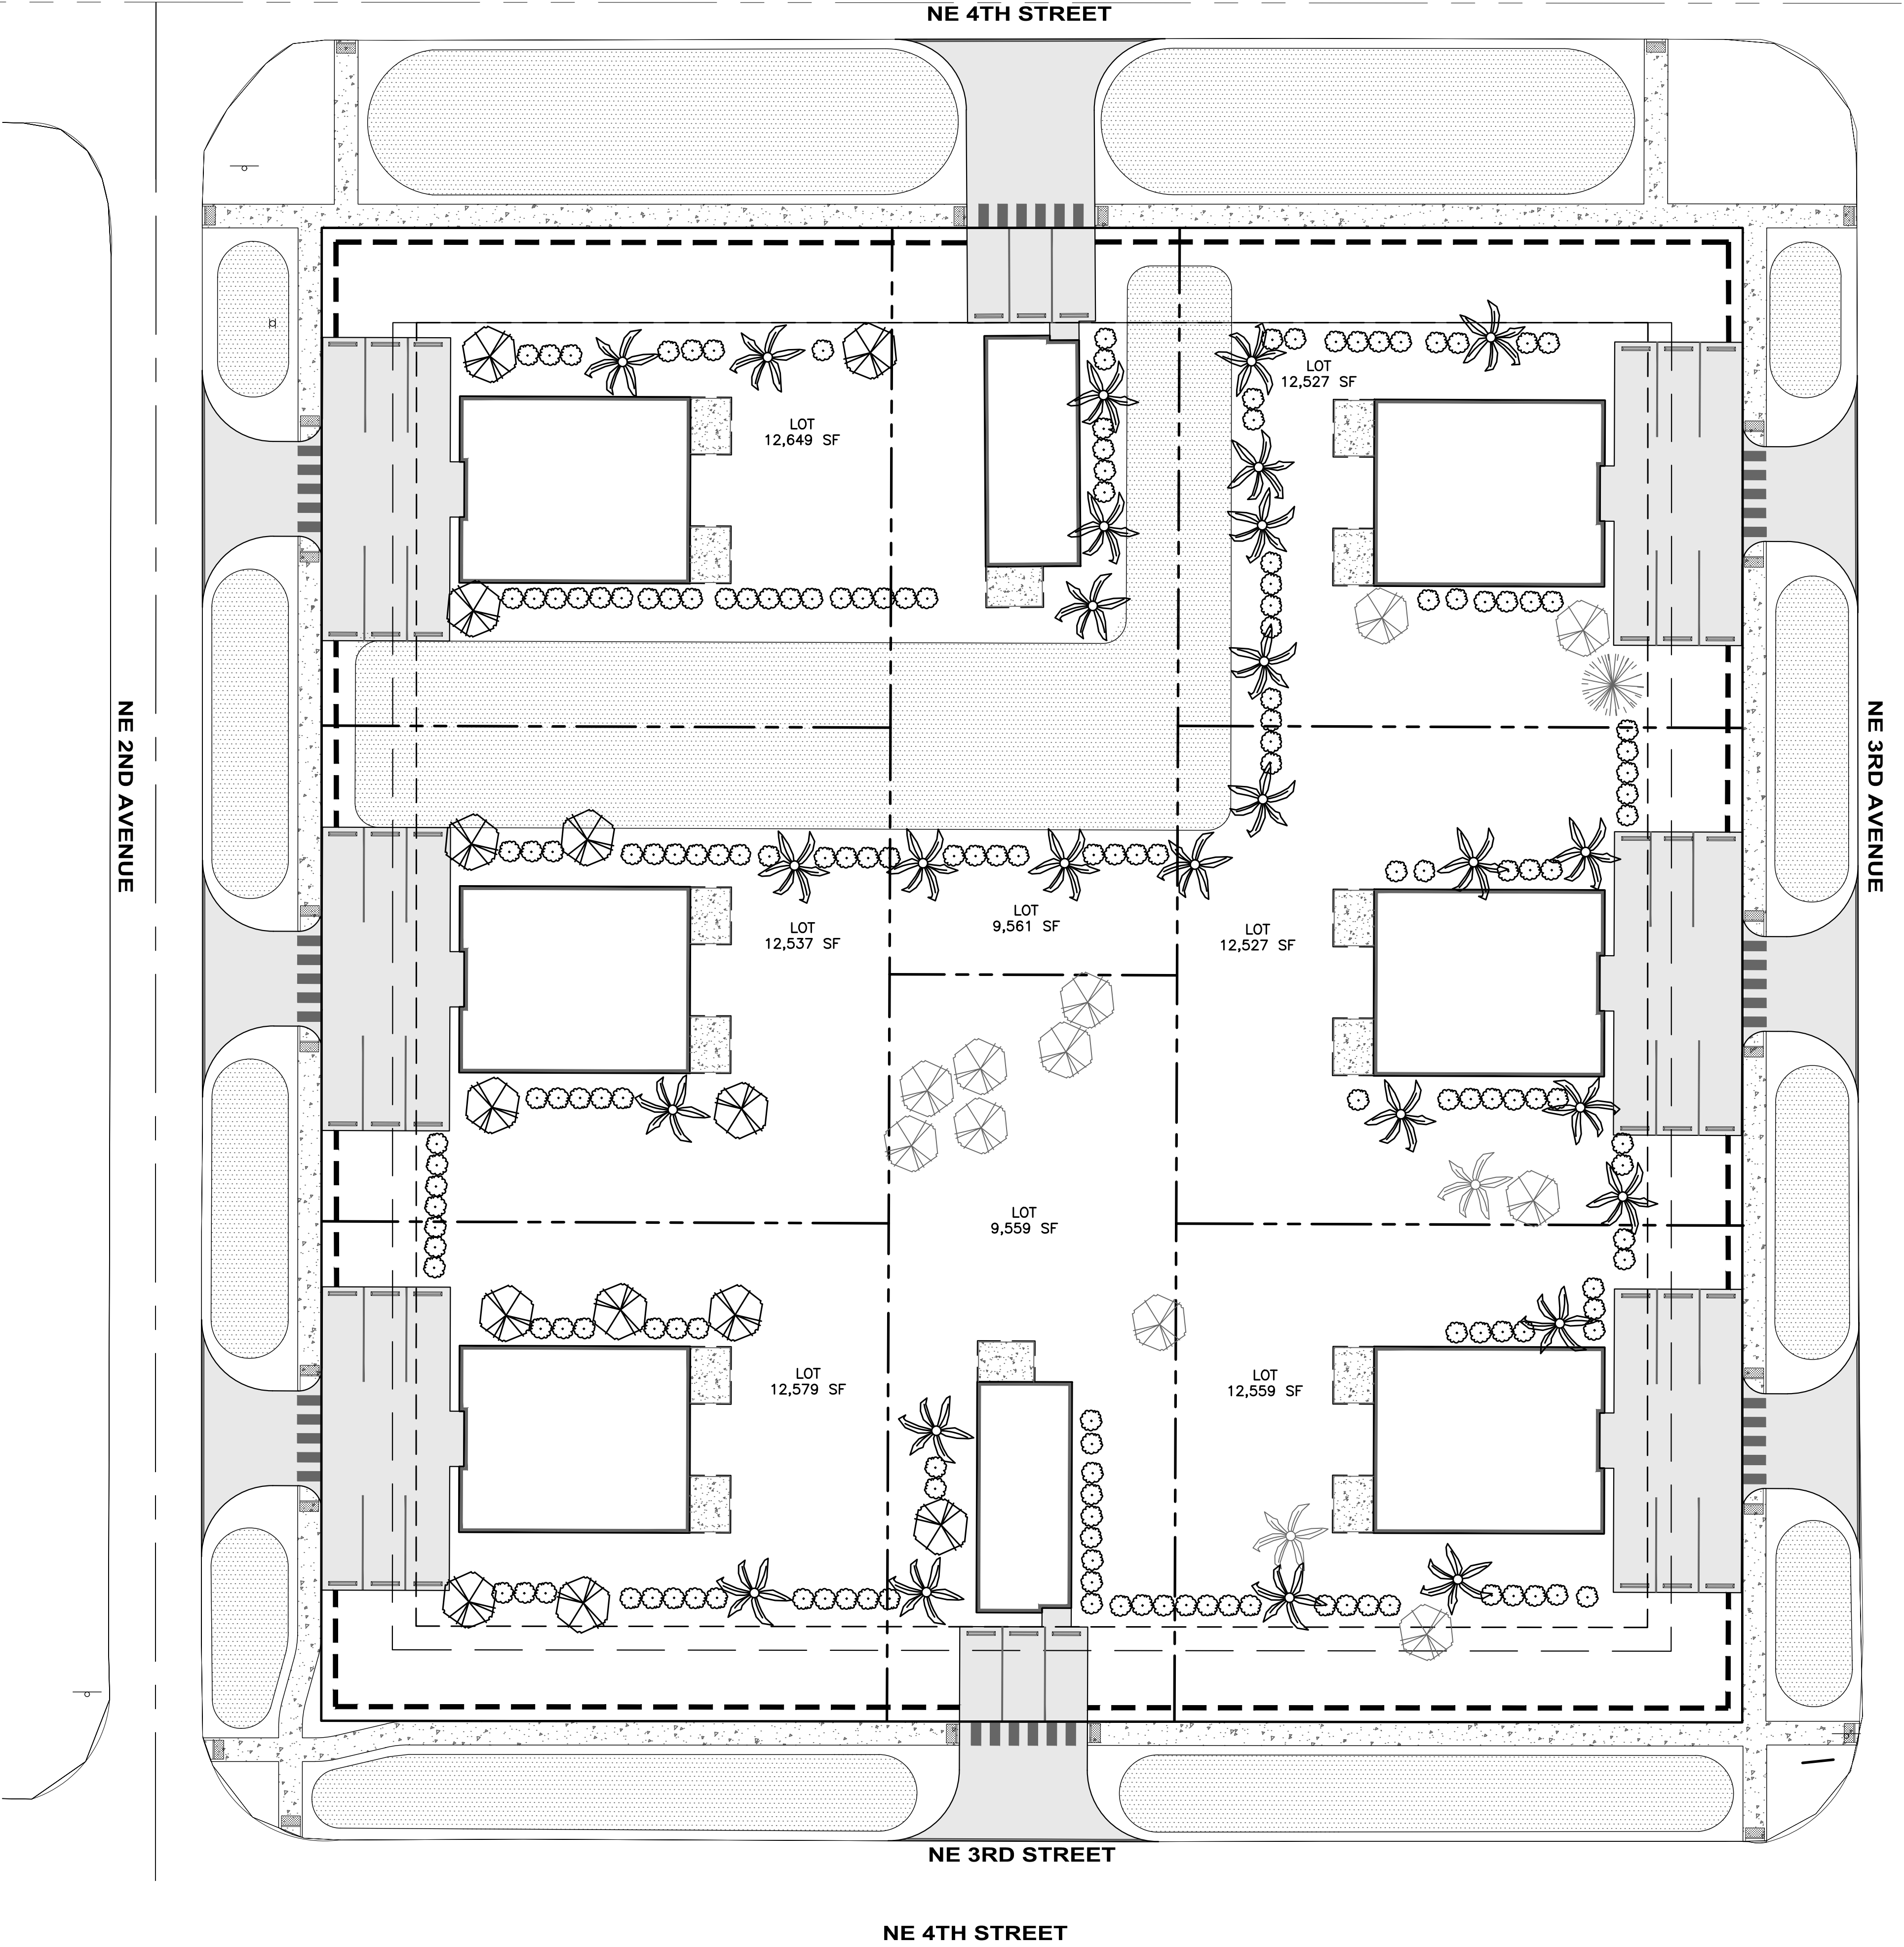 NE 4TH STREET
LOT
12,527 SF
LOT
12,649 SF
NE 2ND AVENUE
NE 3RD AVENUE
LOT
9,561 SF
LOT
12,537 SF
LOT
12,527 SF
LOT
9,559 SF
LOT
12,579 SF
LOT
12,559 SF
NE 3RD STREET
NE 4TH STREET